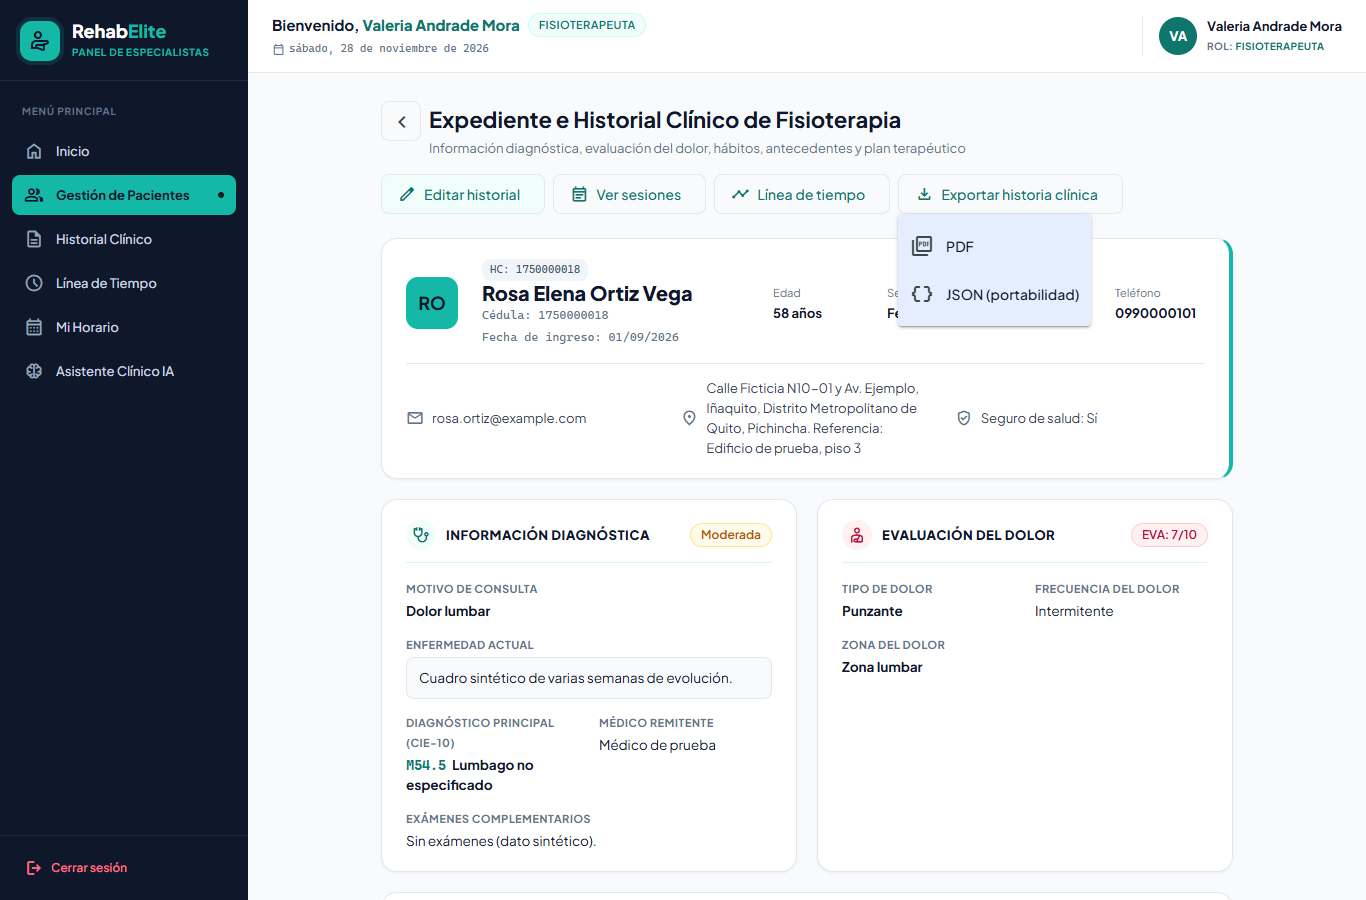 RehabElite
PANEL DE ESPECIALISTAS
MENÚ PRINCIPAL
Inicio
Gestión de Pacientes
Historial Clínico
Línea de Tiempo
Mi Horario
Asistente Clínico IA
Cerrar sesión
Bienvenido, Valeria Andrade Mora FISIOTERAPEUTA
sábado, 28 de noviembre de 2026
VA
Valeria Andrade Mora
ROL: FISIOTERAPEUTA
Expediente e Historial Clínico de Fisioterapia
Información diagnóstica, evaluación del dolor, hábitos, antecedentes y plan terapéutico
Editar historial
Ver sesiones
Línea de tiempo
Exportar historia clínica
PDF
PDF
JSON (portabilidad)
RO
HC: 1750000018
Rosa Elena Ortiz Vega
Cédula: 1750000018
Fecha de ingreso: 01/09/2026
Edad
58 años
Teléfono
0990000101
rosa.ortiz@example.com
Calle Ficticia N10-01 y Av. Ejemplo,
Iñaquito, Distrito Metropolitano de
Quito, Pichincha. Referencia:
Edificio de prueba, piso 3
Seguro de salud: Sí
INFORMACIÓN DIAGNÓSTICA
Moderada
MOTIVO DE CONSULTA
Dolor lumbar
ENFERMEDAD ACTUAL
Cuadro sintético de varias semanas de evolución.
DIAGNÓSTICO PRINCIPAL
(CIE-10)
M54.5 Lumbago no
especificado
MÉDICO REMITENTE
Médico de prueba
EXÁMENES COMPLEMENTARIOS
Sin exámenes (dato sintético).
EVALUACIÓN DEL DOLOR
EVA: 7/10
TIPO DE DOLOR
Punzante
FRECUENCIA DEL DOLOR
Intermitente
ZONA DEL DOLOR
Zona lumbar